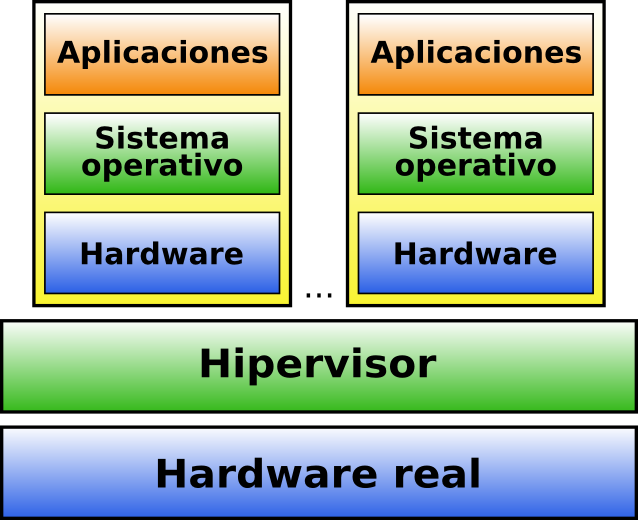 Aplicaciones
Sistema
operativo
Hardware
Aplicaciones
Sistema
operativo
Hardware
...
Hipervisor
Hardware real